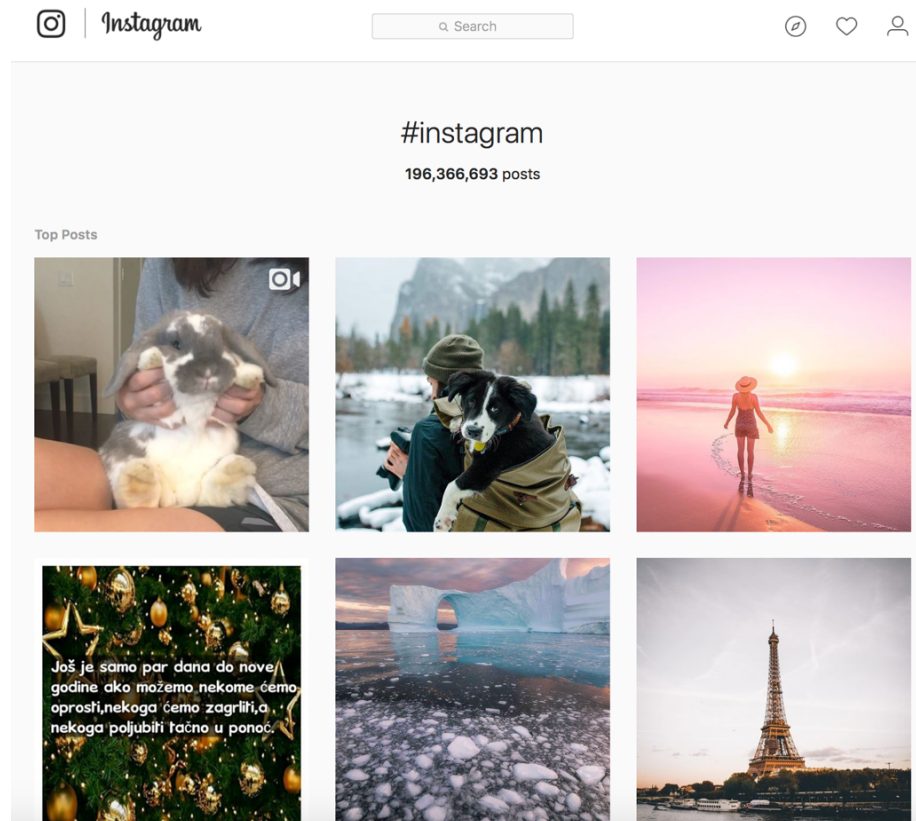 Instagram
Search
#instagram
196,366,693 posts
Top Posts
Još je samo par dana do nove
godine ako možemo nekome ćemo
oprosti,nekoga ćemo zagrliti,a
nekoga poljubiti tačno u ponoć.